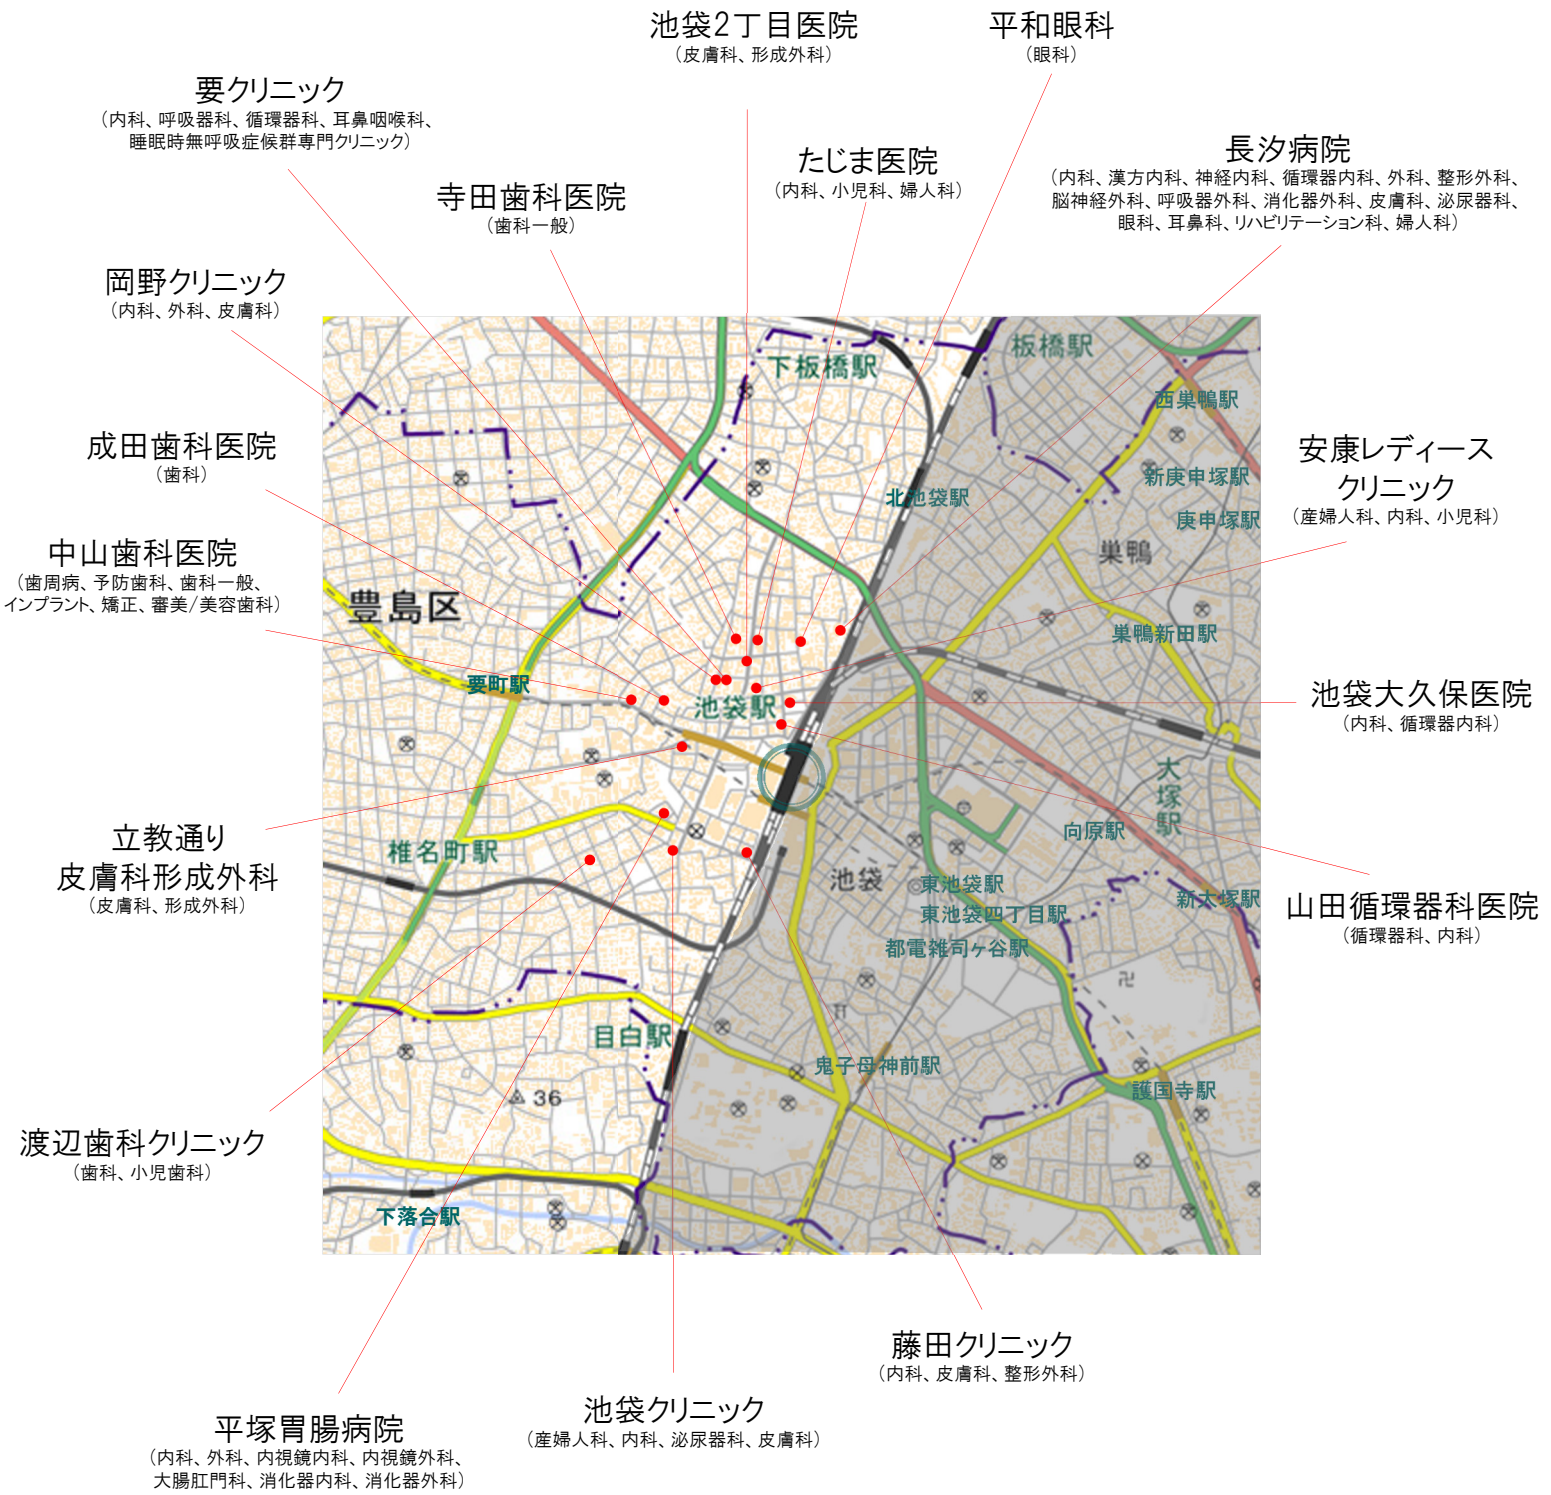 池袋2丁目医院
（皮膚科、形成外科）
平和眼科
（眼科）
要クリニック
（内科、呼吸器科、循環器科、耳鼻咽喉科、
睡眠時無呼吸症候群専門クリニック）
たじま医院
（内科、小児科、婦人科）
長汐病院
（内科、漢方内科、神経内科、循環器内科、外科、整形外科、
脳神経外科、呼吸器外科、消化器外科、皮膚科、泌尿器科、
眼科、耳鼻科、リハビリテーション科、婦人科）
寺田歯科医院
（歯科一般）
岡野クリニック
（内科、外科、皮膚科）
成田歯科医院
（歯科）
安康レディース
クリニック
（産婦人科、内科、小児科）
中山歯科医院
（歯周病、予防歯科、歯科一般、
インプラント、矯正、審美/美容歯科）
池袋大久保医院
（内科、循環器内科）
立教通り
皮膚科形成外科
（皮膚科、形成外科）
山田循環器科医院
（循環器科、内科）
渡辺歯科クリニック
（歯科、小児歯科）
藤田クリニック
（内科、皮膚科、整形外科）
池袋クリニック
（産婦人科、内科、泌尿器科、皮膚科）
平塚胃腸病院
（内科、外科、内視鏡内科、内視鏡外科、
大腸肛門科、消化器内科、消化器外科）
板橋駅
下板橋駅
西巣鴨駅
新庚申塚駅
北池袋駅
庚申塚駅
巣鴨
豊島区
巣鴨新田駅
要町駅
池袋駅
大塚駅
向原駅
椎名町駅
池袋
東池袋駅
新大塚駅
東池袋四丁目駅
都電雑司ヶ谷駅
目白駅
鬼子母神前駅
護国寺駅
36
下落合駅